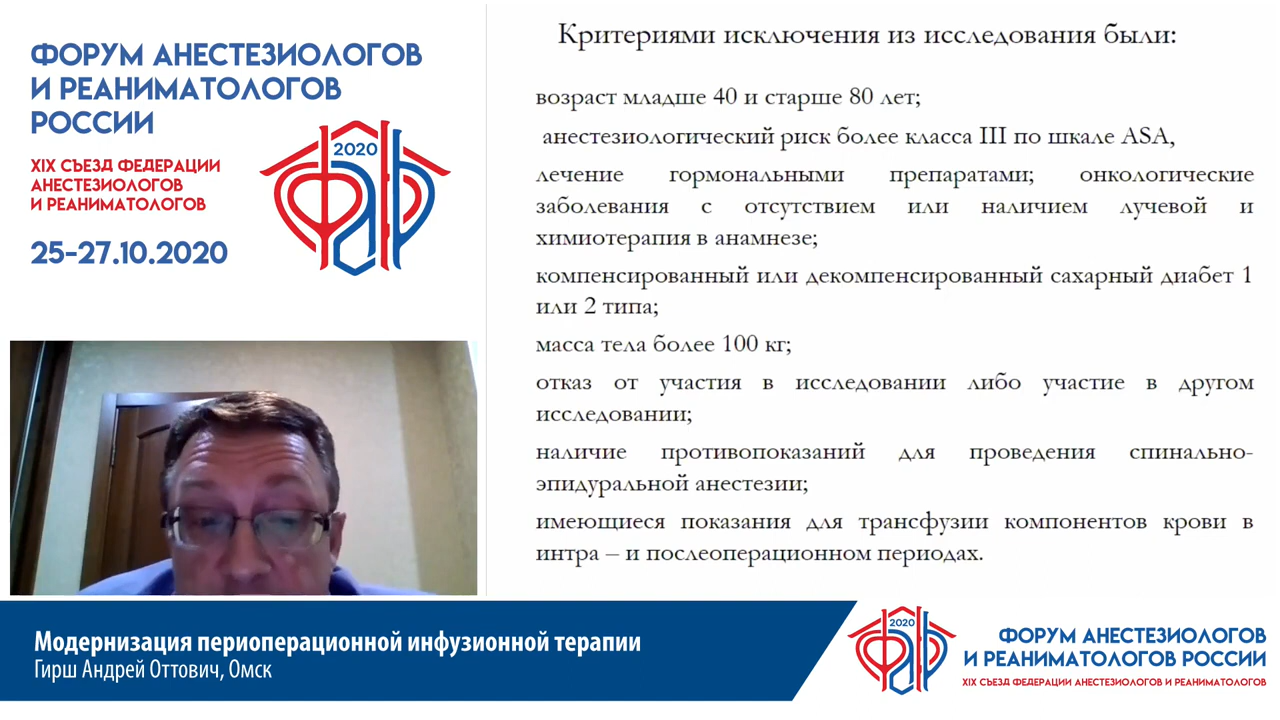 ФОРУМ АНЕСТЕЗИОЛОГОВ
И РЕАНИМАТОЛОГОВ
РОССИИ
XIX СЪЕЗД ФЕДЕРАЦИИ
АНЕСТЕЗИОЛОГОВ
И РЕАНИМАТОЛОГОВ
25-27.10.2020
2020
ФАР
Критериями исключения из исследования были:
возраст младше 40 и старше 80 лет;
анестезиологический риск более класса III по шкале ASA,
лечение гормональными препаратами; онкологические
заболевания с отсутствием или наличием лучевой и
химиотерапия в анамнезе;
компенсированный или декомпенсированный сахарный диабет 1
или 2 типа;
масса тела более 100 кг;
отказ от участия в исследовании либо участие в другом
исследовании;
наличие противопоказаний для проведения спинально-
эпидуральной анестезии;
имеющиеся показания для трансфузии компонентов крови в
интра – и послеоперационном периодах.
Модернизация периоперационной инфузионной терапии
Гирш Андрей Оттович, Омск
2020
ФАР
ФОРУМ АНЕСТЕЗИОЛОГОВ
И РЕАНИМАТОЛОГОВ РОССИИ
XIX СЪЕЗД ФЕДЕРАЦИИ АНЕСТЕЗИОЛОГОВ И РЕАНИМАТОЛОГОВ